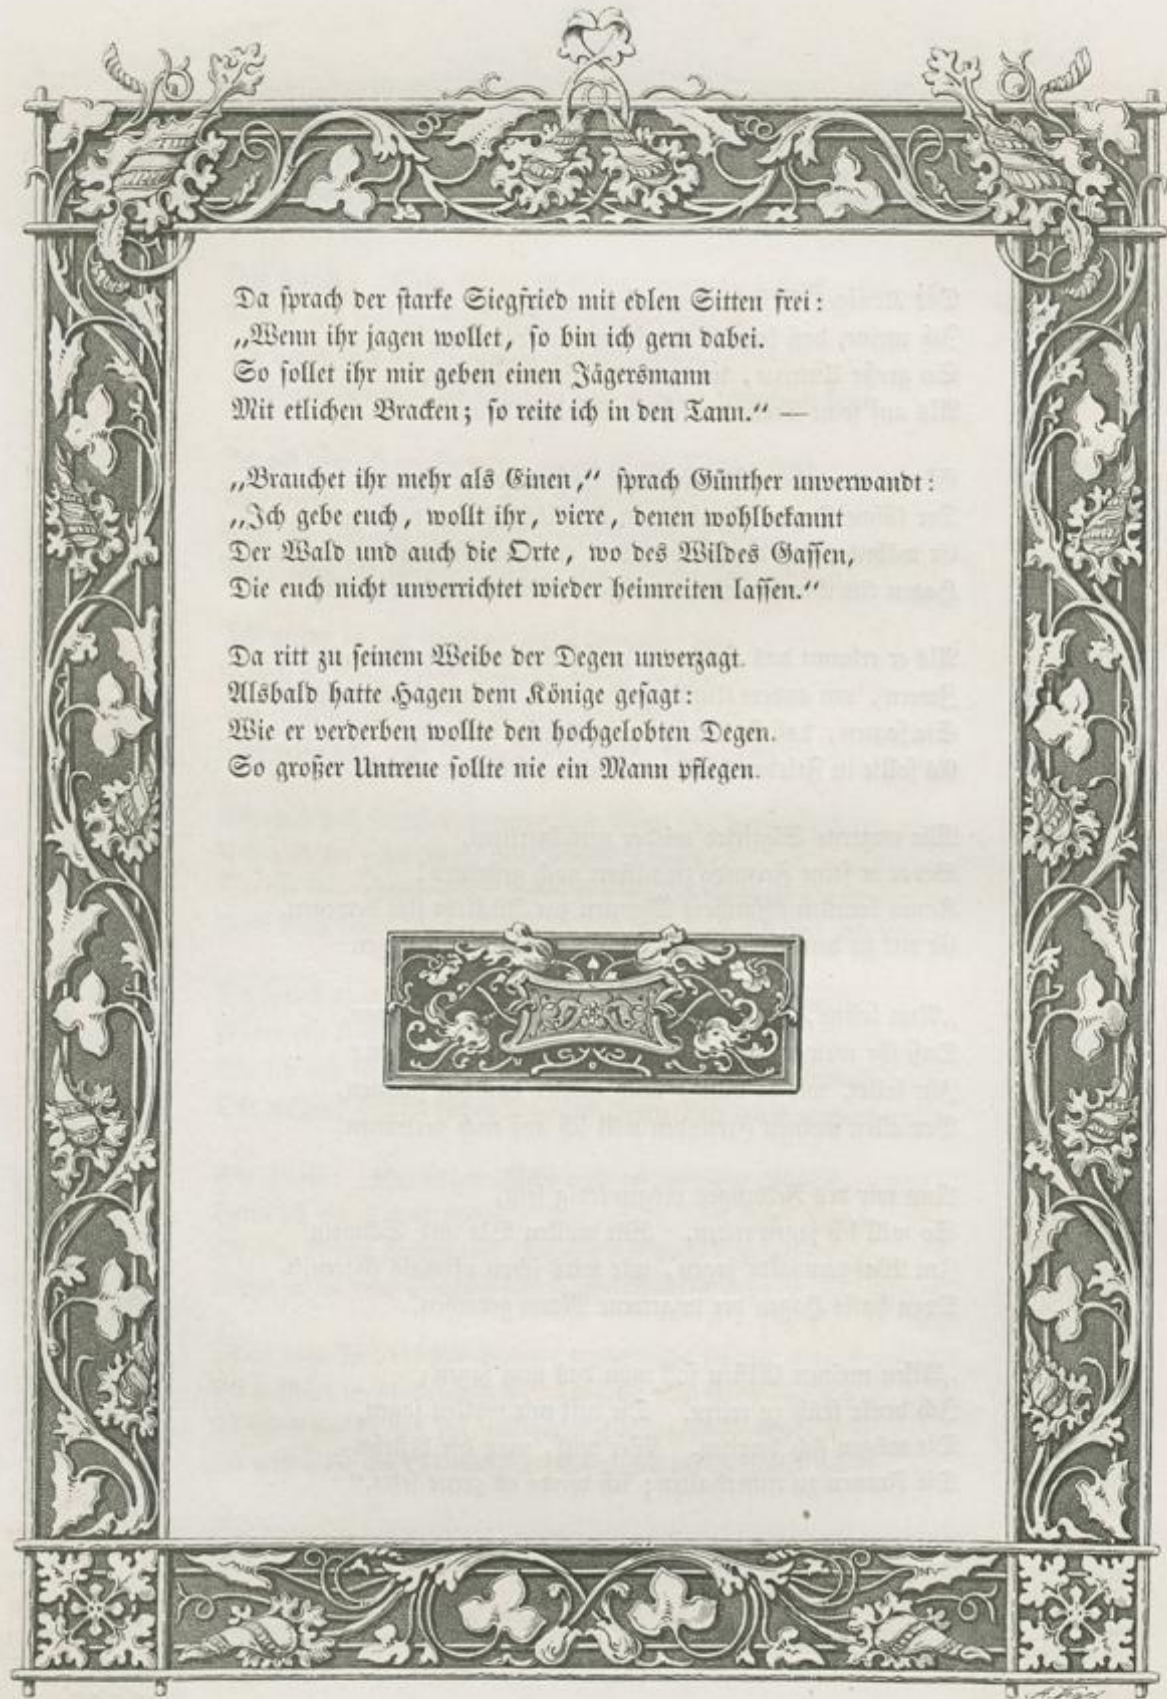 Da sprach der starke Siegfried mit edlen Sitten frei:
„Wenn ihr jagen wollet, so bin ich gern dabei.
So sollet ihr mir geben einen Jägersmann
Mit etlichen Bracken; so reite ich in den Tann.“ —
„Brauchet ihr mehr als Einen,“ sprach Günther unverwandt:
„Ich gebe euch, wollt ihr, viere, denen wohlbekannt
Der Wald und auch die Orte, wo des Wildes Gassen,
Die euch nicht unverrichtet wieder heimreiten lassen.“
Da ritt zu seinem Weibe der Degen unverzagt.
Alsbald hatte Hagen dem Könige gesagt:
Wie er verderben wollte den hochgelobten Degen.
So großer Untreue sollte nie ein Mann pflegen.